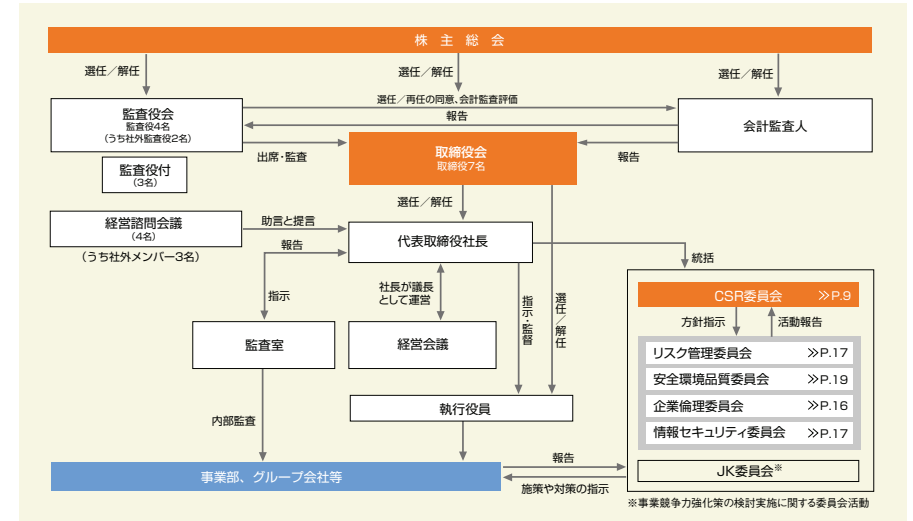 株主総会
選任／解任
選任／解任
選任／解任
監査役会
監査役4名
(うち社外監査役2名)
選任／再任の同意、会計監査評価
報告
会計監査人
出席・監査
取締役会
取締役7名
報告
監査役付
(3名)
選任／解任
経営諮問会議
(4名)
(うち社外メンバー3名)
助言と提言
代表取締役社長
報告
統括
指示
社長が議長
として運営
指示・監督
選任／解任
CSR委員会 ≫P.9
方針指示
活動報告
監査室
経営会議
リスク管理委員会 ≫P.17
安全環境品質委員会 ≫P.19
企業倫理委員会 ≫P.16
情報セキュリティ委員会 ≫P.17
執行役員
内部監査
JK委員会※
事業部、グループ会社等
報告
施策や対策の指示
※事業競争力強化策の検討実施に関する委員会活動